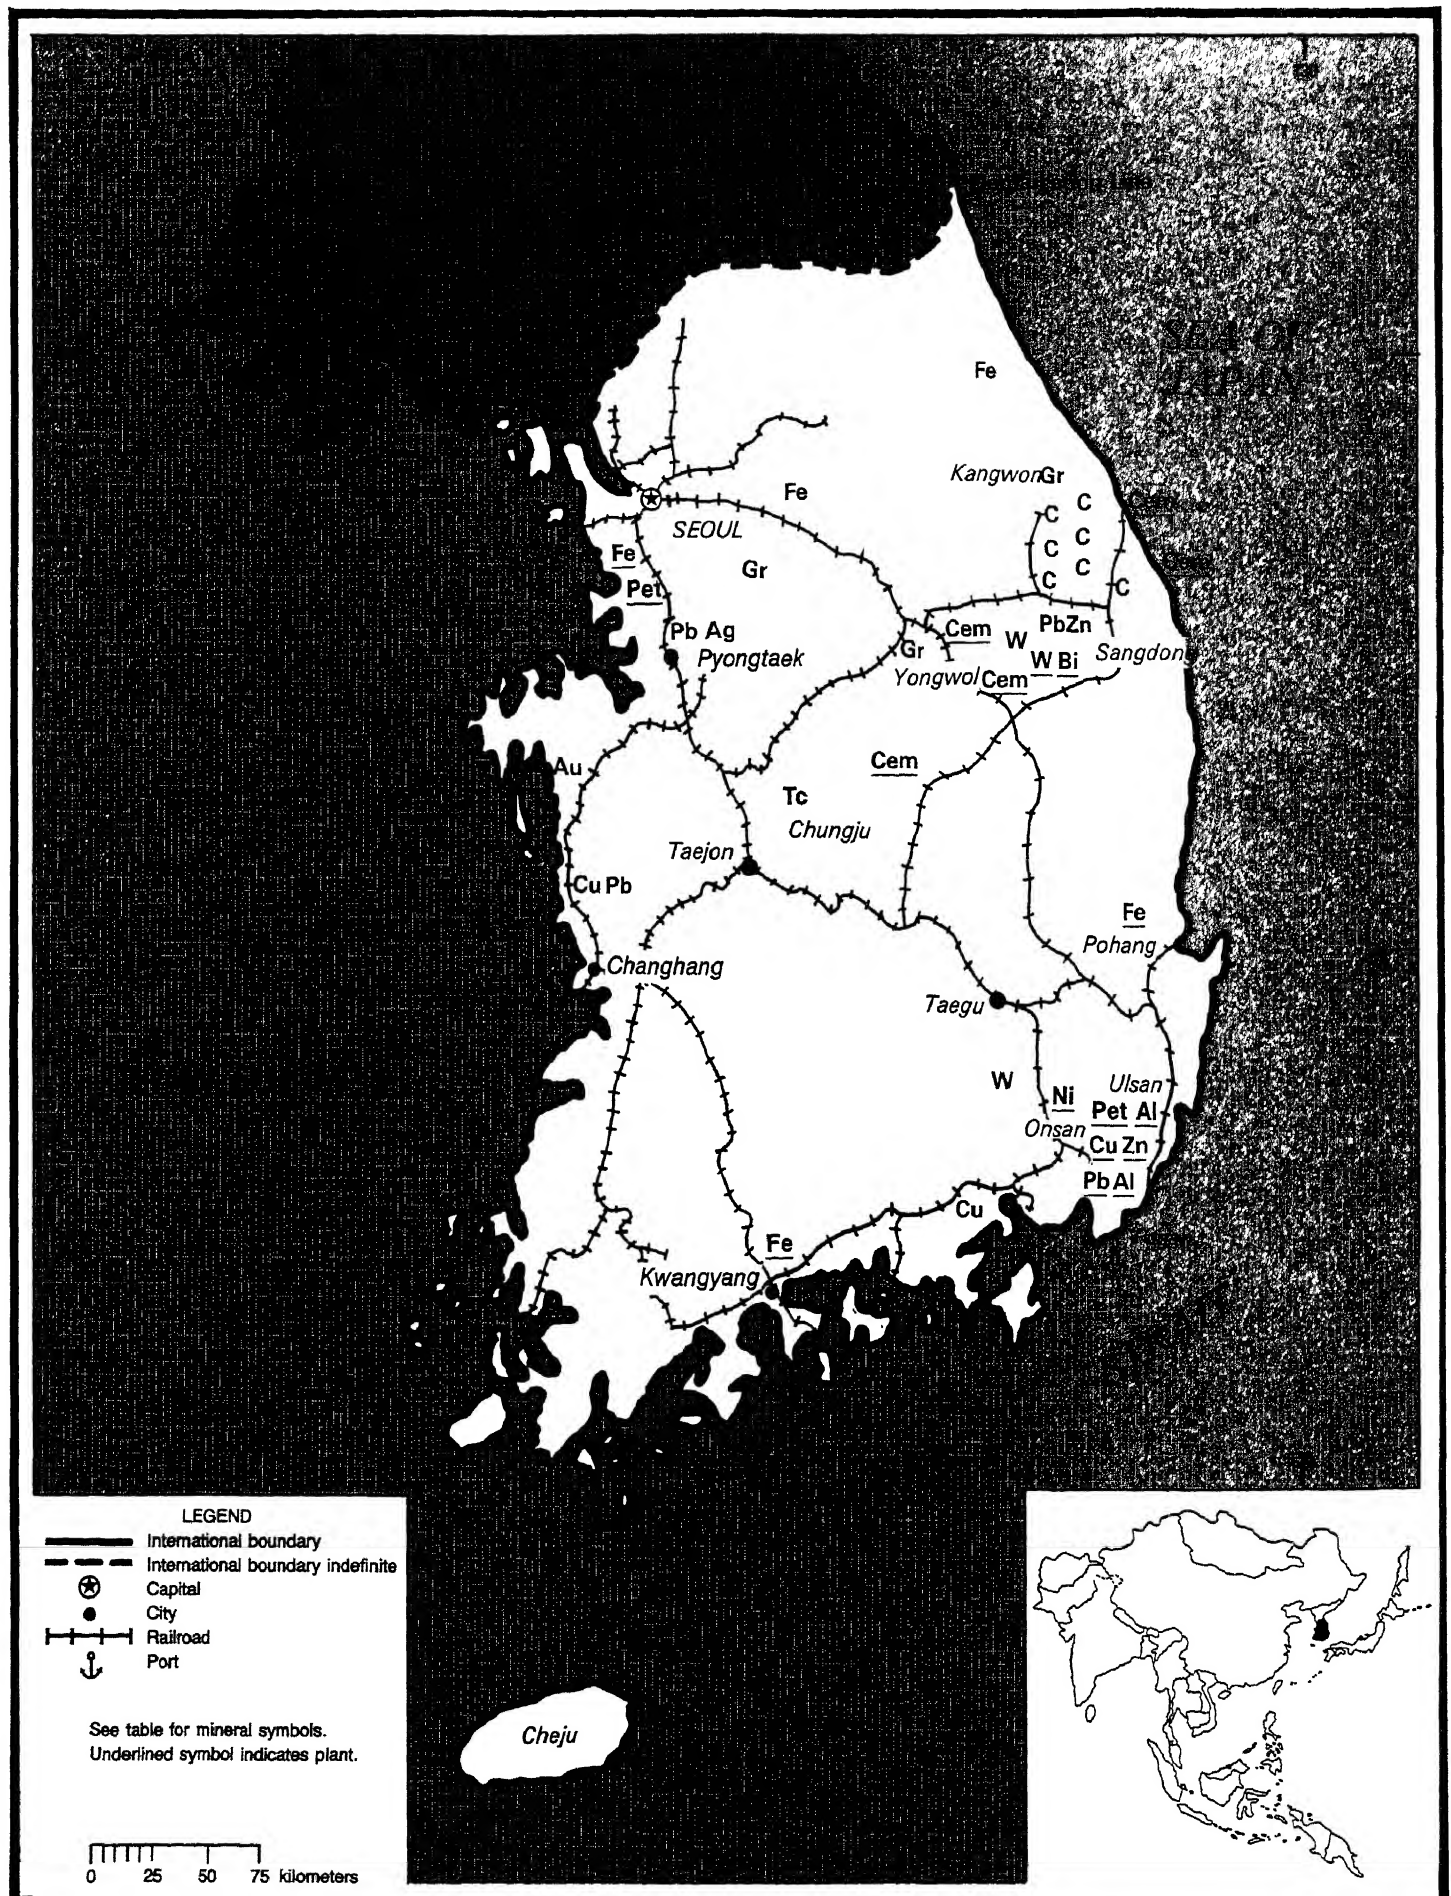 SEA OF
JAPAN
Fe
KangwonGr
C
C
Fe
SEOUL
C
C
Fe
Gr
C
C
C
Pet
Pb Ag
Cem
W
PbZn
Pyongtaek
Gr
W Bi
Sangdong
Yongwol
Cem
Au
Cem
Tc
Chungju
Taejon
Cu Pb
Fe
Pohang
Changhang
Taegu
W
Ulsan
Ni
Pet Al
Onsan
Cu Zn
Pb Al
Cu
Fe
Kwangyang
LEGEND
International boundary
International boundary indefinite
Capital
City
Railroad
Port
See table for mineral symbols.
Underlined symbol indicates plant.
0 25 50 75 kilometers
Cheju